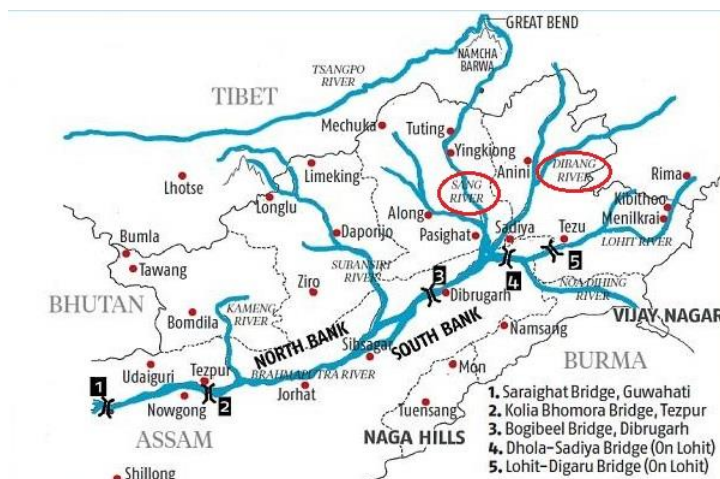 GREAT BEND
NAMCHA
BARWA
TSANGPO
RIVER
TIBET
Mechuka
Tuting
Yingkiong
Anini
DIBANG
RIVER
Rima
Limeking
Lhotse
SANG
RIVER
Kibithoo
Menilkrai
Longlu
Along
Sadiya
Tezu
LOHIT RIVER
Daporijo
Pasighat
Bumla
Tawang
SUBANSIRI
RIVER
3
4
5
Ziro
Dibrugarh
NOA DIHING
RIVER
BHUTAN
KAMENG
RIVER
Bomdila
NORTH BANK
SOUTH BANK
VIJAY NAGAR
Namsang
Sibsagar
BURMA
Udaiguri
Tezpur
BRAHMAPUTRA RIVER
Mon
1
2
Jorhat
Nowgong
Tuensang
ASSAM
NAGA HILLS
Shillong
1. Saraighat Bridge, Guwahati
2. Kolia Bhomora Bridge, Tezpur
3. Bogibeel Bridge, Dibrugarh
4. Dhola-Sadiya Bridge (On Lohit)
5. Lohit-Digaru Bridge (On Lohit)